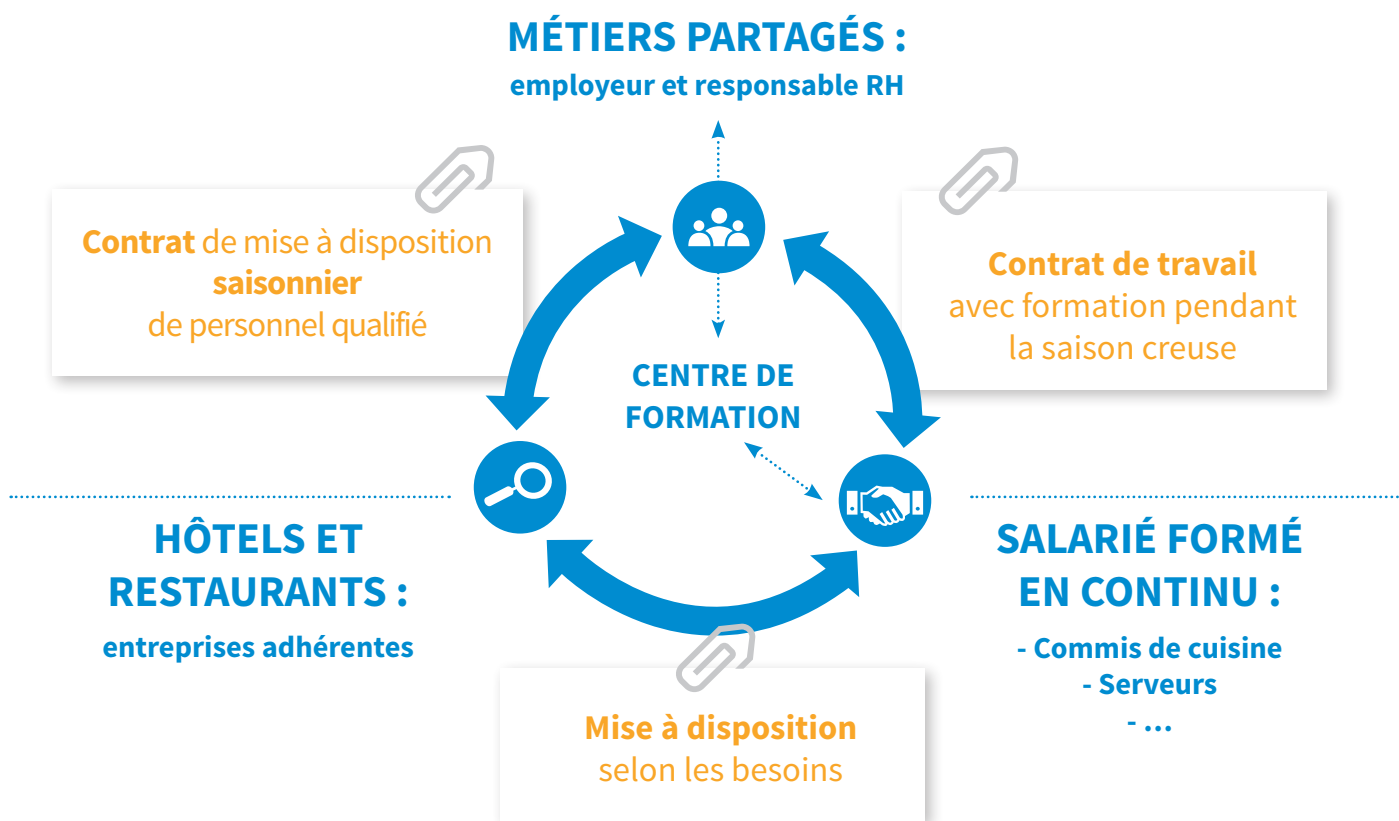 MÉTIERS PARTAGÉS :
employeur et responsable RH
Contrat de mise à disposition
saisonnier
de personnel qualifié
Contrat de travail
avec formation pendant
la saison creuse
CENTRE DE
FORMATION
HÔTELS ET
RESTAURANTS :
entreprises adhérentes
SALARIÉ FORMÉ
EN CONTINU :
- Commis de cuisine
- Serveurs
- ...
Mise à disposition
selon les besoins